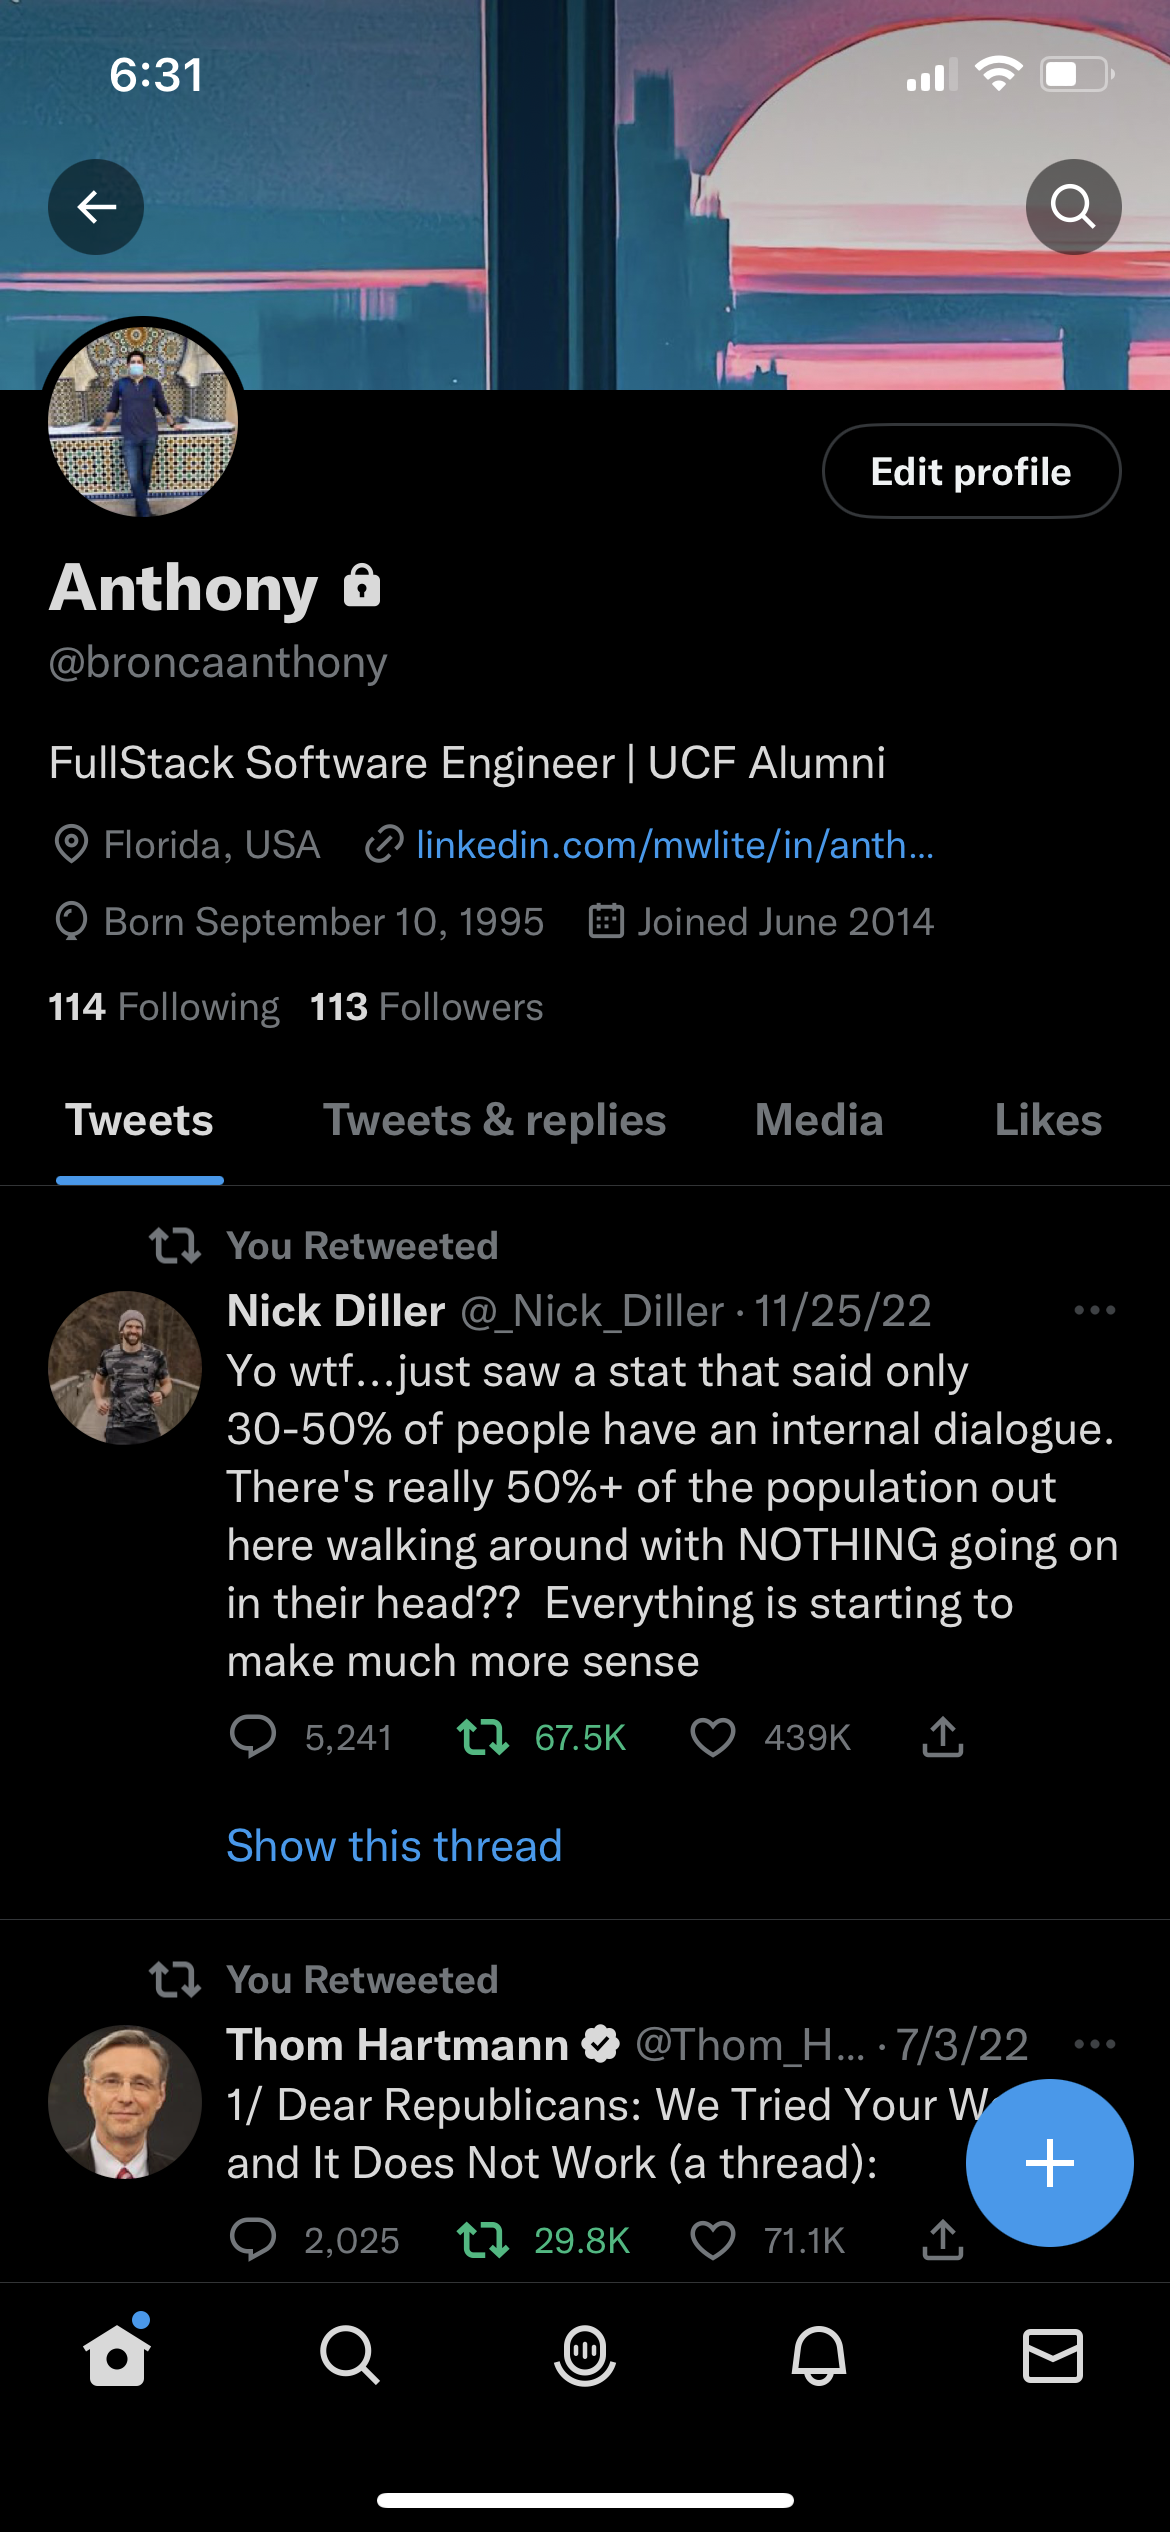 6:31
Edit profile
Anthony
@broncaanthony
FullStack Software Engineer | UCF Alumni
Florida, USA linkedin.com/mwlite/in/anth...
Born September 10, 1995 Joined June 2014
114 Following 113 Followers
Tweets Tweets & replies Media Likes
You Retweeted
Nick Diller @_Nick_Diller · 11/25/22
Yo wtf...just saw a stat that said only
30-50% of people have an internal dialogue.
There's really 50%+ of the population out
here walking around with NOTHING going on
in their head??  Everything is starting to
make much more sense
5,241 67.5K 439K
Show this thread
You Retweeted
Thom Hartmann @Thom_H... · 7/3/22
1/ Dear Republicans: We Tried Your
and It Does Not Work (a thread):
2,025 29.8K 71.1K